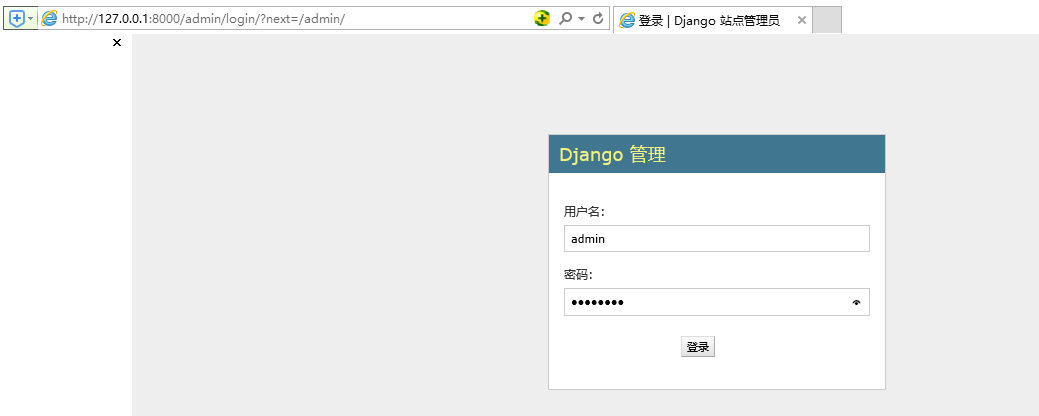 http://127.0.0.1:8000/admin/login/?next=/admin/
登录 | Django 站点管理员
Django 管理
用户名:
admin
密码:
••••••••
登录